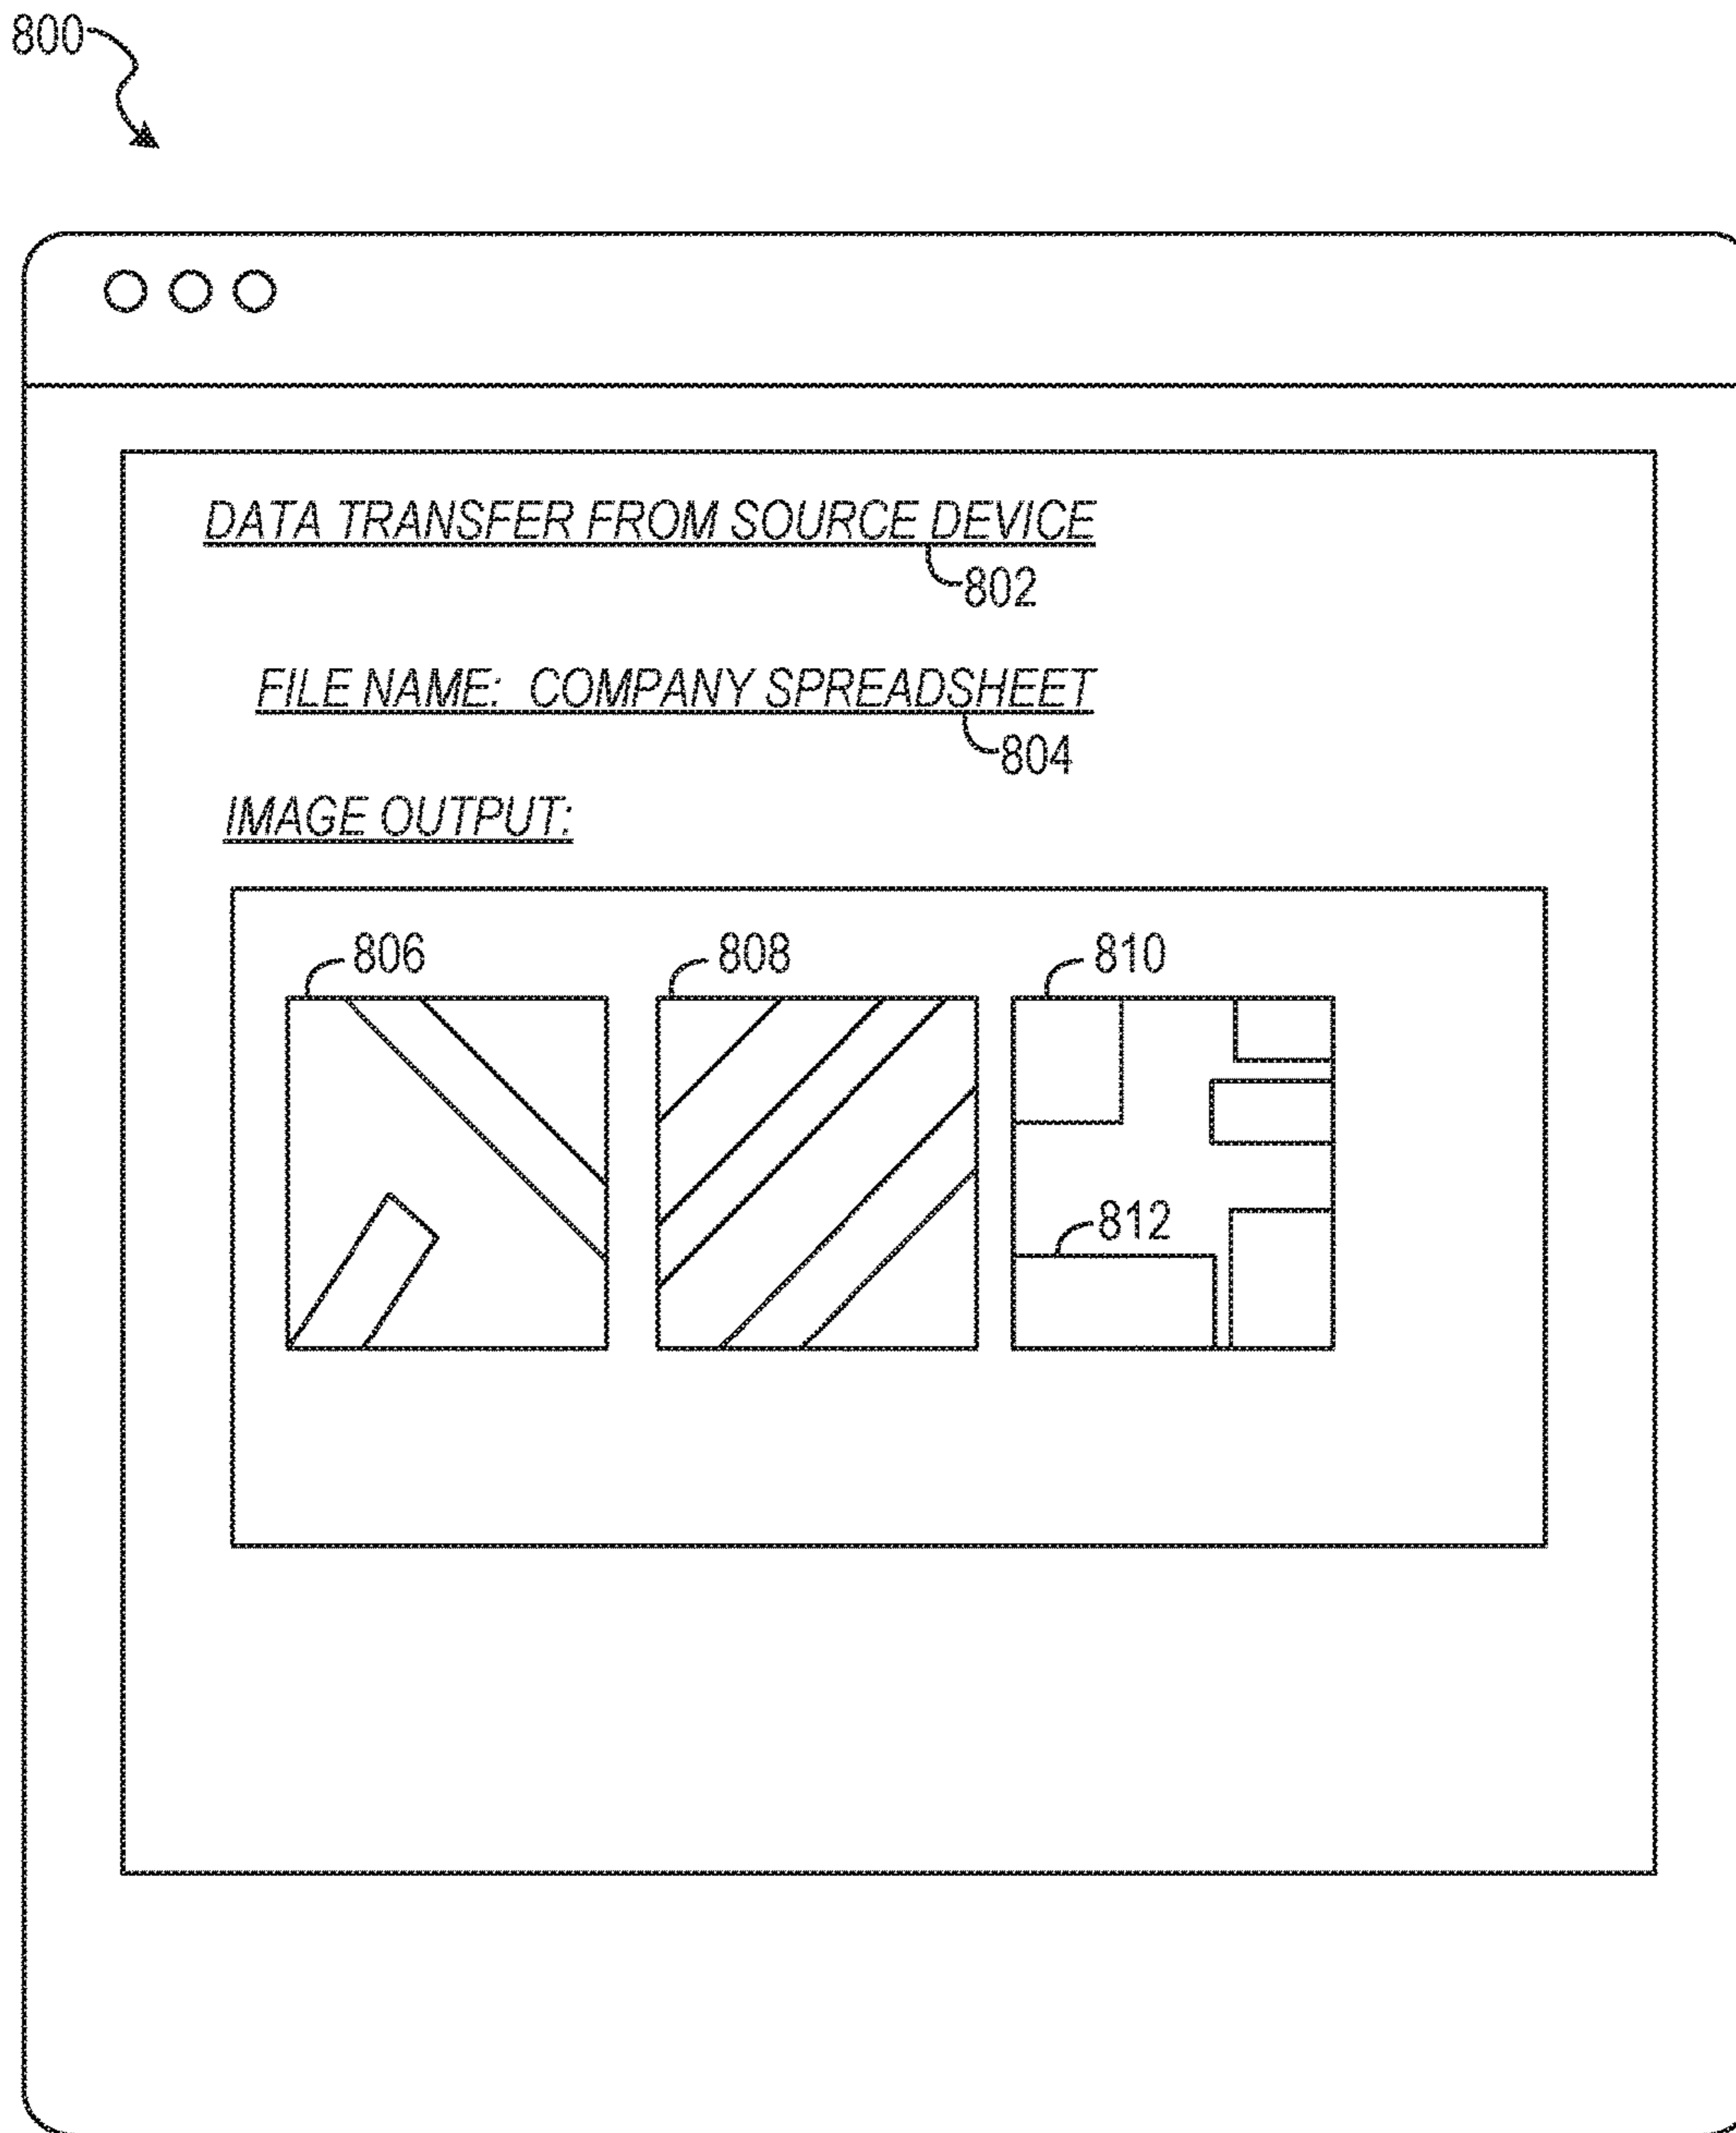 800
DATA TRANSFER FROM SOURCE DEVICE
802
FILE NAME: COMPANY SPREADSHEET
804
IMAGE OUTPUT:
806 808 810
812